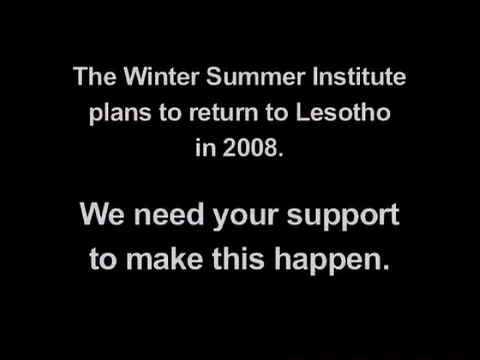 The Winter Summer Institute
plans to return to Lesotho
in 2008.
We need your support
to make this happen.